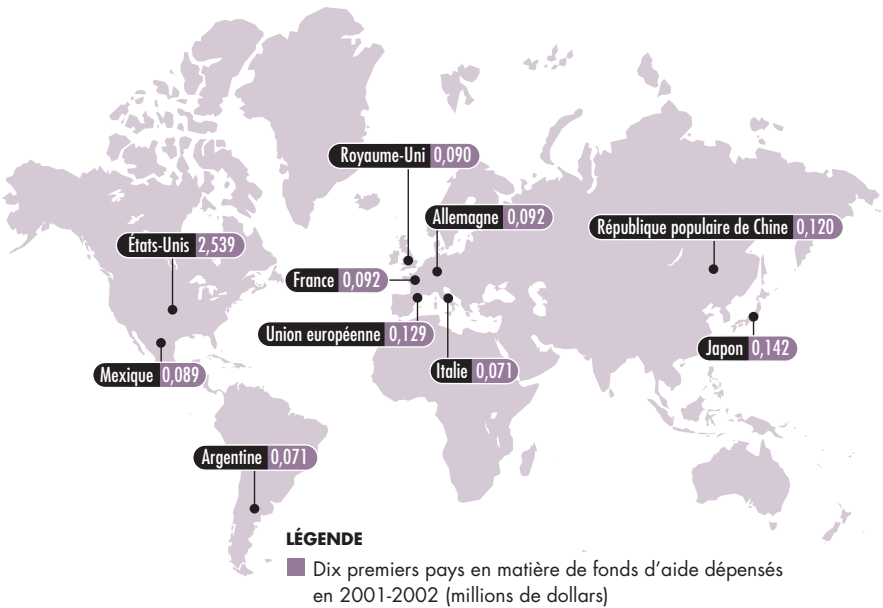 Royaume-Uni 0,090
Allemagne 0,092
République populaire de Chine 0,120
États-Unis 2,539
France 0,092
Union européenne 0,129
Japon 0,142
Mexique 0,089
Italie 0,071
Argentine 0,071
LÉGENDE
Dix premiers pays en matière de fonds d'aide dépensés
en 2001-2002 (millions de dollars)